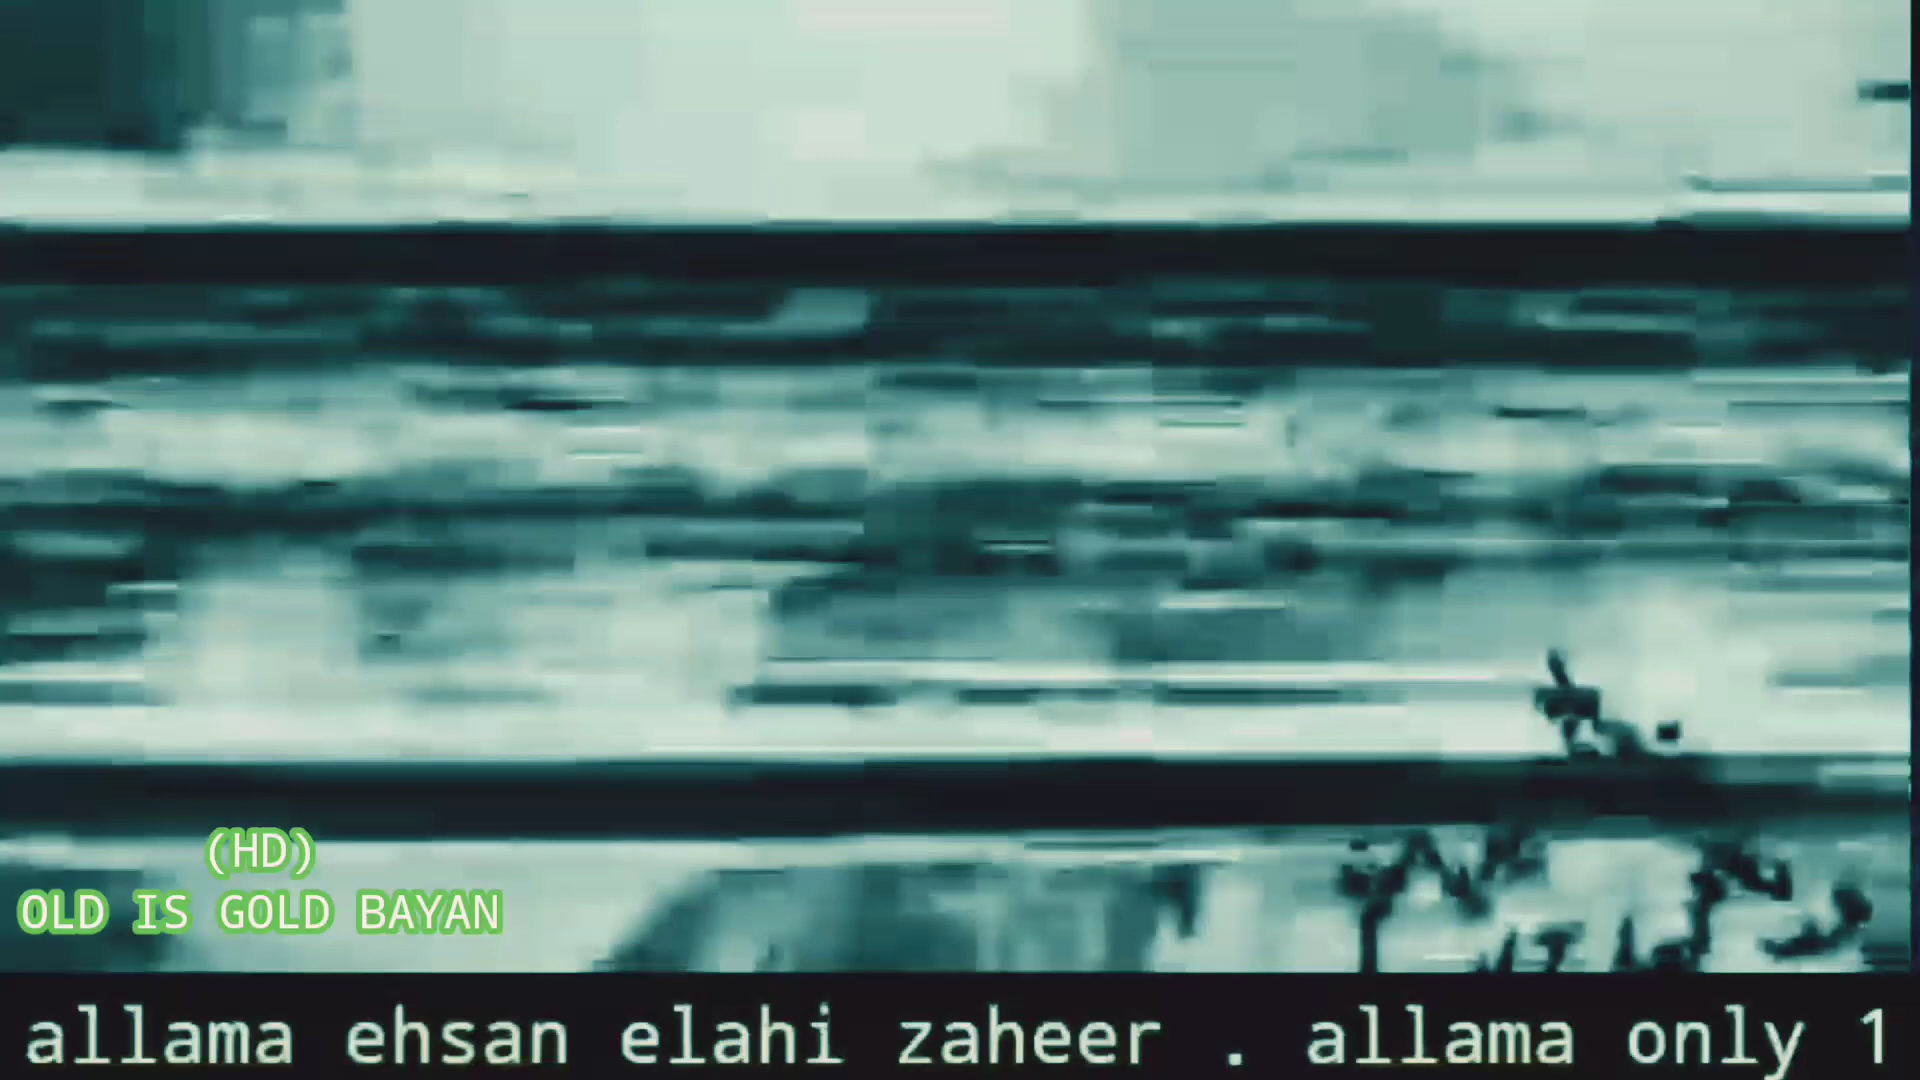 (HD)
OLD IS GOLD BAYAN
allama ehsan elahi zaheer . allama only 1